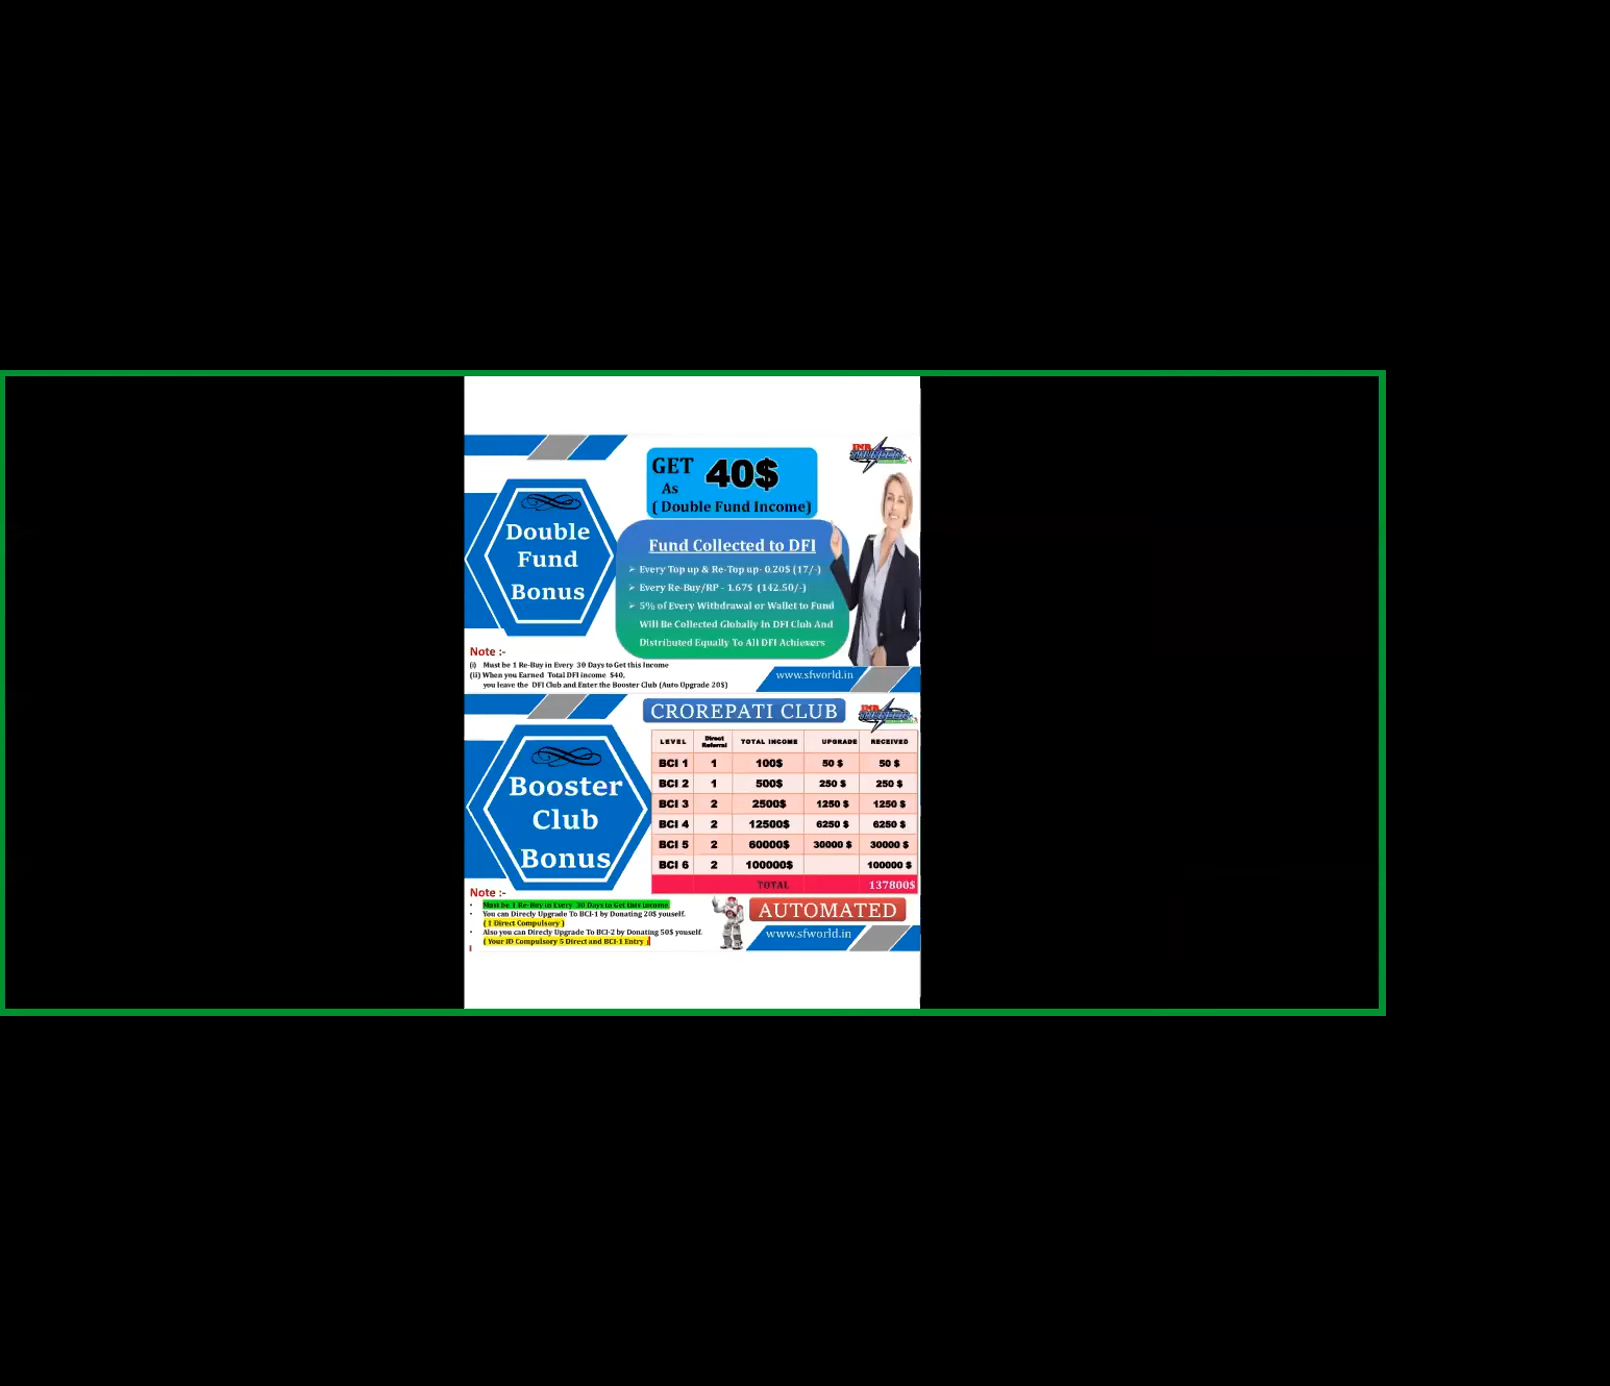 GET 40$
As
( Double Fund Income)
INR
THUNDER
Double
Fund
Bonus
Fund Collected to DFI
➢ Every Top up & Re-Top up- 0.20$ (17/-)
➢ Every Re-Buy/RP - 1.67$ (142.50/-)
➢ 5% of Every Withdrawal or Wallet to Fund
Will Be Collected Globally in DFI Club And
Distributed Equally To All DFI Achievers
Note :-
(i) Must be 1 Re-Buy in Every 30 Days to Get this Income
(ii) When you Earned Total DFI income $40,
you leave the DFI Club and Enter the Booster Club (Auto Upgrade 20$)
www.sfworld.in
CROREPATI CLUB
INR
THUNDER
Booster
Club
Bonus
LEVEL Direct Referral TOTAL INCOME UPGRADE RECEIVED
BCI 1 1 100$ 50 $ 50 $
BCI 2 1 500$ 250 $ 250 $
BCI 3 2 2500$ 1250 $ 1250 $
BCI 4 2 12500$ 6250 $ 6250 $
BCI 5 2 60000$ 30000 $ 30000 $
BCI 6 2 100000$ 100000 $
TOTAL 137800$
Note :-
• Must be 1 Re-Buy in Every 30 Days to Get this Income
• You can Direcly Upgrade To BCI-1 by Donating 20$ youself.
( 1 Direct Compulsory )
• Also you can Direcly Upgrade To BCI-2 by Donating 50$ youself.
( Your ID Compulsory 5 Direct and BCI-1 Entry )
AUTOMATED
www.sfworld.in